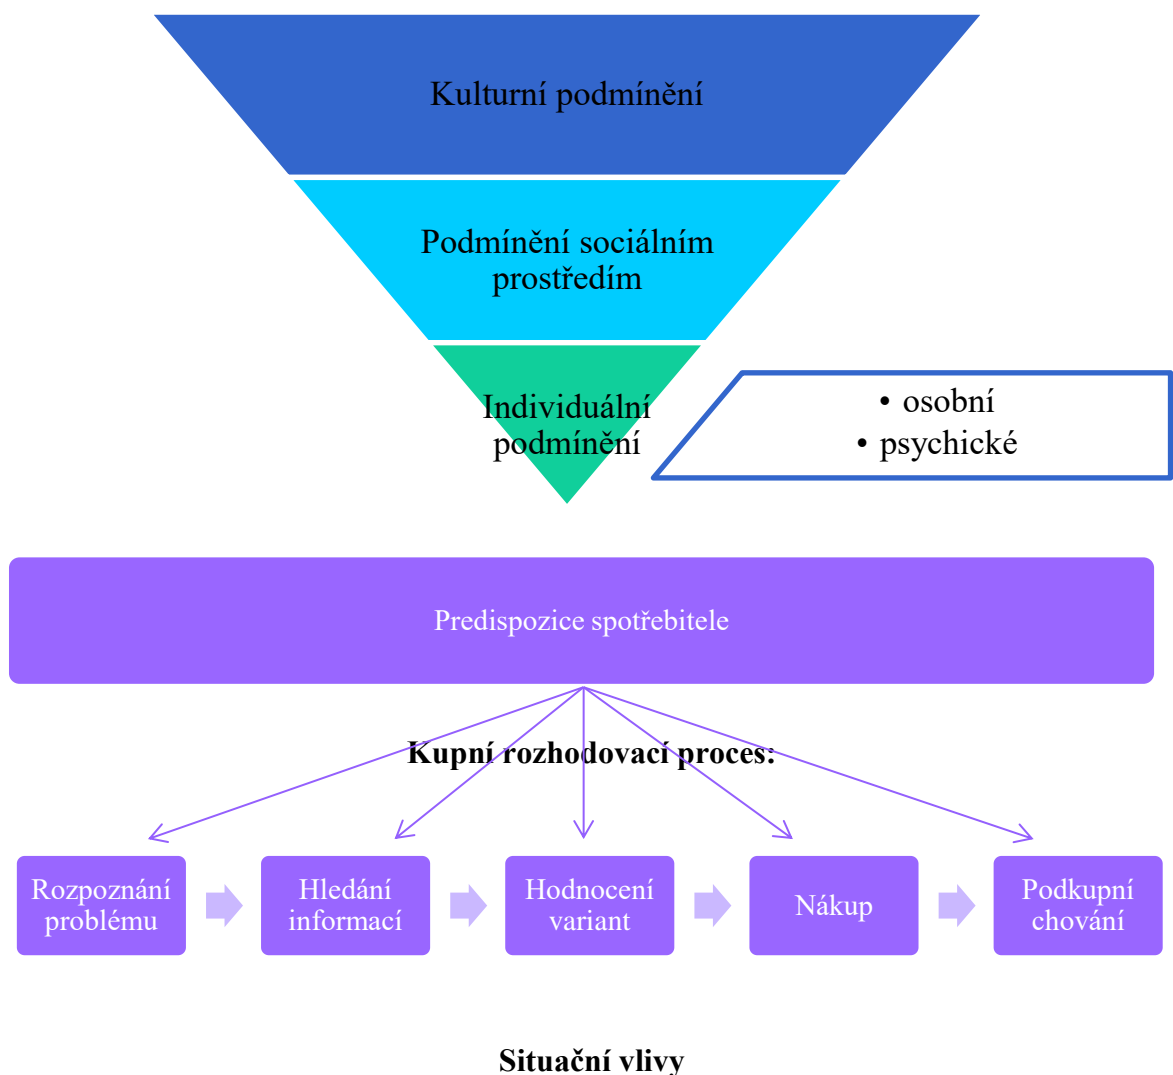 Kulturní podmínění
Podmínění sociálním
prostředím
Individuální
podmínění
• osobní
• psychické
Predispozice spotřebitele
Kupní rozhodovací proces:
Rozpoznání
problému
Hledání
informací
Hodnocení
variant
Nákup
Podkupní
chování
Situační vlivy